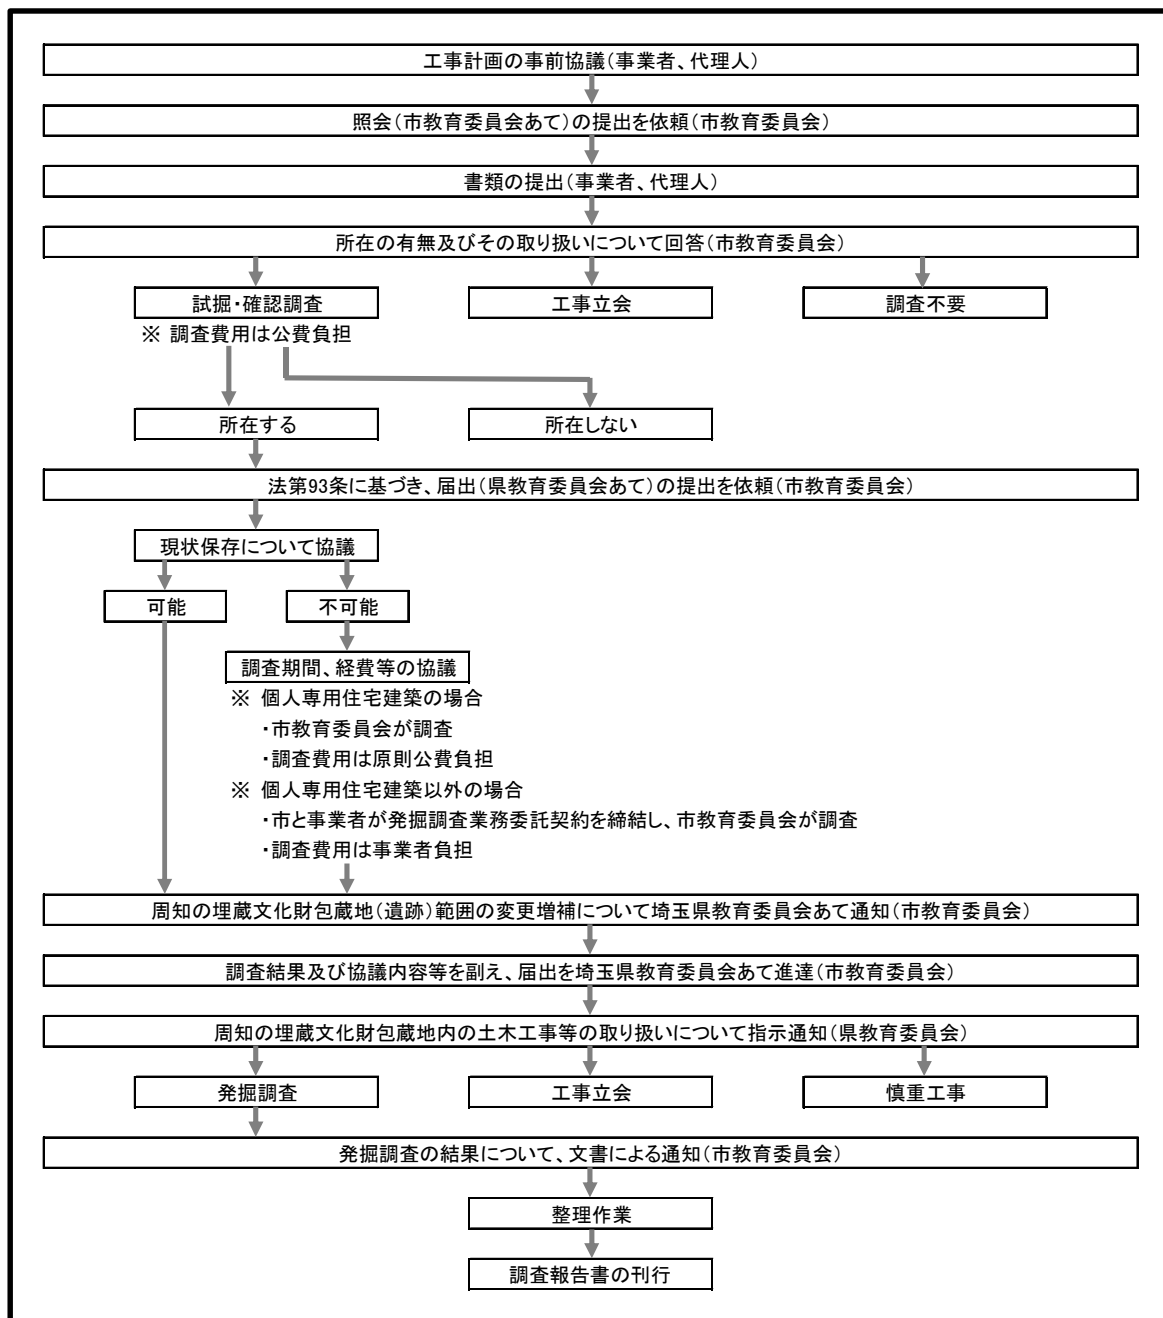 工事計画の事前協議（事業者、代理人）
照会（市教育委員会あて）の提出を依頼（市教育委員会）
書類の提出（事業者、代理人）
所在の有無及びその取り扱いについて回答（市教育委員会）
試掘・確認調査
工事立会
調査不要
※ 調査費用は公費負担
所在する
所在しない
法第93条に基づき、届出（県教育委員会あて）の提出を依頼（市教育委員会）
現状保存について協議
可能
不可能
調査期間、経費等の協議
※ 個人専用住宅建築の場合
・市教育委員会が調査
・調査費用は原則公費負担
※ 個人専用住宅建築以外の場合
・市と事業者が発掘調査業務委託契約を締結し、市教育委員会が調査
・調査費用は事業者負担
周知の埋蔵文化財包蔵地（遺跡）範囲の変更増補について埼玉県教育委員会あて通知（市教育委員会）
調査結果及び協議内容等を副え、届出を埼玉県教育委員会あて進達（市教育委員会）
周知の埋蔵文化財包蔵地内の土木工事等の取り扱いについて指示通知（県教育委員会）
発掘調査
工事立会
慎重工事
発掘調査の結果について、文書による通知（市教育委員会）
整理作業
調査報告書の刊行